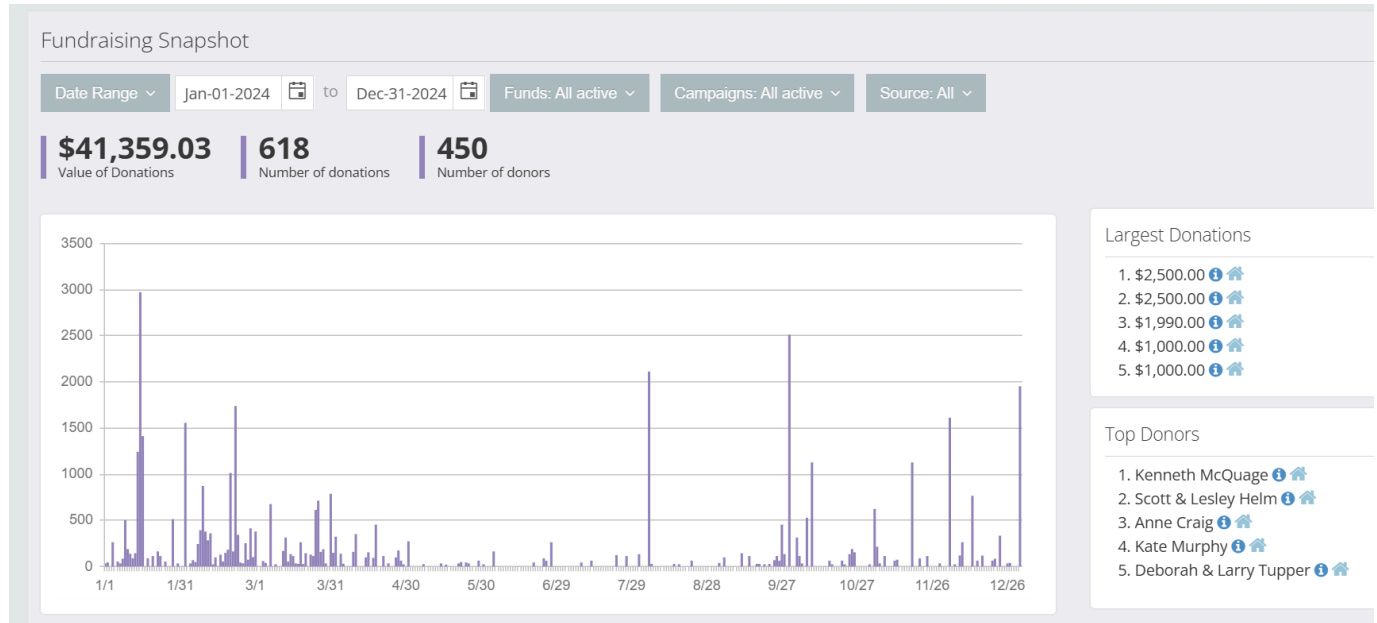 Fundraising Snapshot
Date Range Jan-01-2024 to Dec-31-2024 Funds: All active Campaigns: All active Source: All
$41,359.03 618 450
Value of Donations Number of donations Number of donors
3500
3000
2500
2000
1500
1000
500
0
1/1 1/31 3/1 3/31 4/30 5/30 6/29 7/29 8/28 9/27 10/27 11/26 12/26
Largest Donations
1. $2,500.00
2. $2,500.00
3. $1,990.00
4. $1,000.00
5. $1,000.00
Top Donors
1. Kenneth McQuage
2. Scott & Lesley Helm
3. Anne Craig
4. Kate Murphy
5. Deborah & Larry Tupper